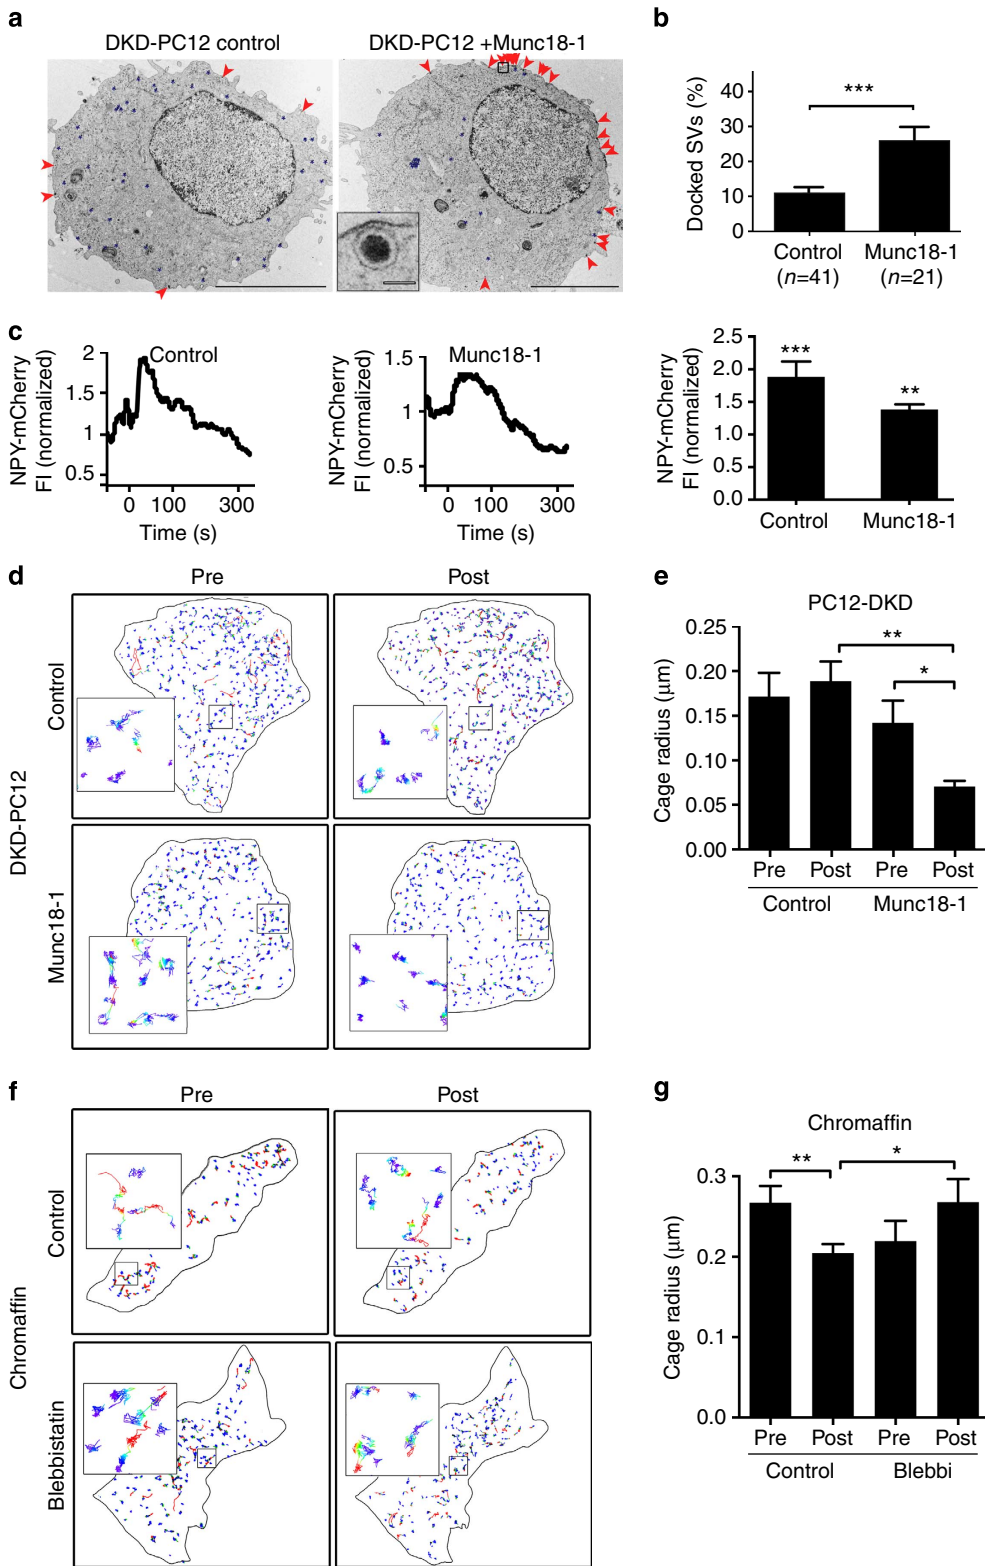 a
DKD-PC12 control
DKD-PC12 +Munc18-1
b
Docked SVs (%)
40
30
20
10
0
***
Control
(n=41)
Munc18-1
(n=21)
c
NPY-mCherry
FI (normalized)
2
1.5
1
0.5
Control
0 100 300
Time (s)
NPY-mCherry
FI (normalized)
1.5
1
0.5
Munc18-1
0 100 300
Time (s)
NPY-mCherry
FI (normalized)
2.5
2.0
1.5
1.0
0.5
0.0
***
**
Control Munc18-1
d
Pre Post
DKD-PC12
Control
Munc18-1
e
PC12-DKD
Cage radius (μm)
0.25
0.20
0.15
0.10
0.05
0.00
**
*
Pre Post Pre Post
Control Munc18-1
f
Pre Post
Chromaffin
Control
Blebbistatin
g
Chromaffin
Cage radius (μm)
0.3
0.2
0.1
0.0
** *
Pre Post Pre Post
Control Blebbi